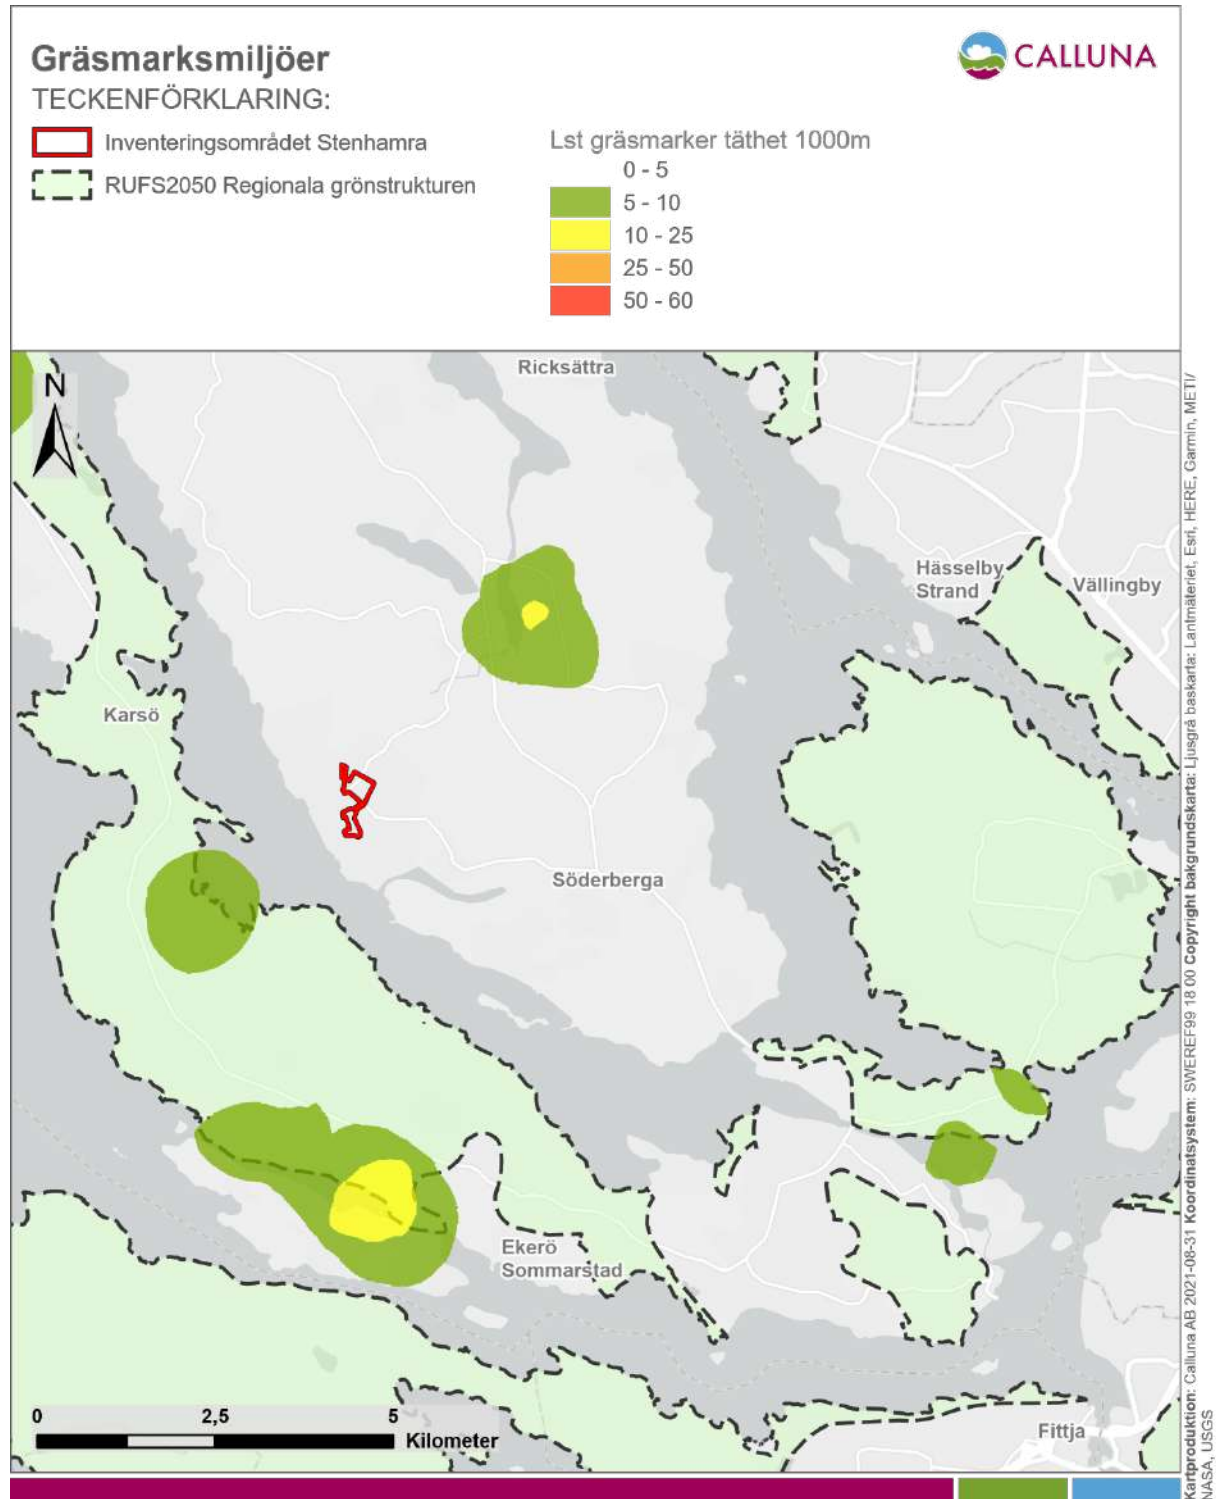 Gräsmarksmiljöer
CALLUNA
TECKENFÖRKLARING:
Inventeringsområdet Stenhamra
RUFS2050 Regionala grönstrukturen
Lst gräsmarker täthet 1000m
0 - 5
5 - 10
10 - 25
25 - 50
50 - 60
N
Ricksättra
Hässelby
Strand
Vällingby
Karsö
Söderberga
Ekerö
Sommarstad
Fittja
0 2,5 5
Kilometer
Kartproduktion: Calluna AB 2021-08-31 Koordinatsystem: SWEREF99 18 00 Copyright bakgrundskarta: Ljusgrå baskarta: Lantmäteriet, Esri, HERE, Garmin, METI/
NASA, USGS